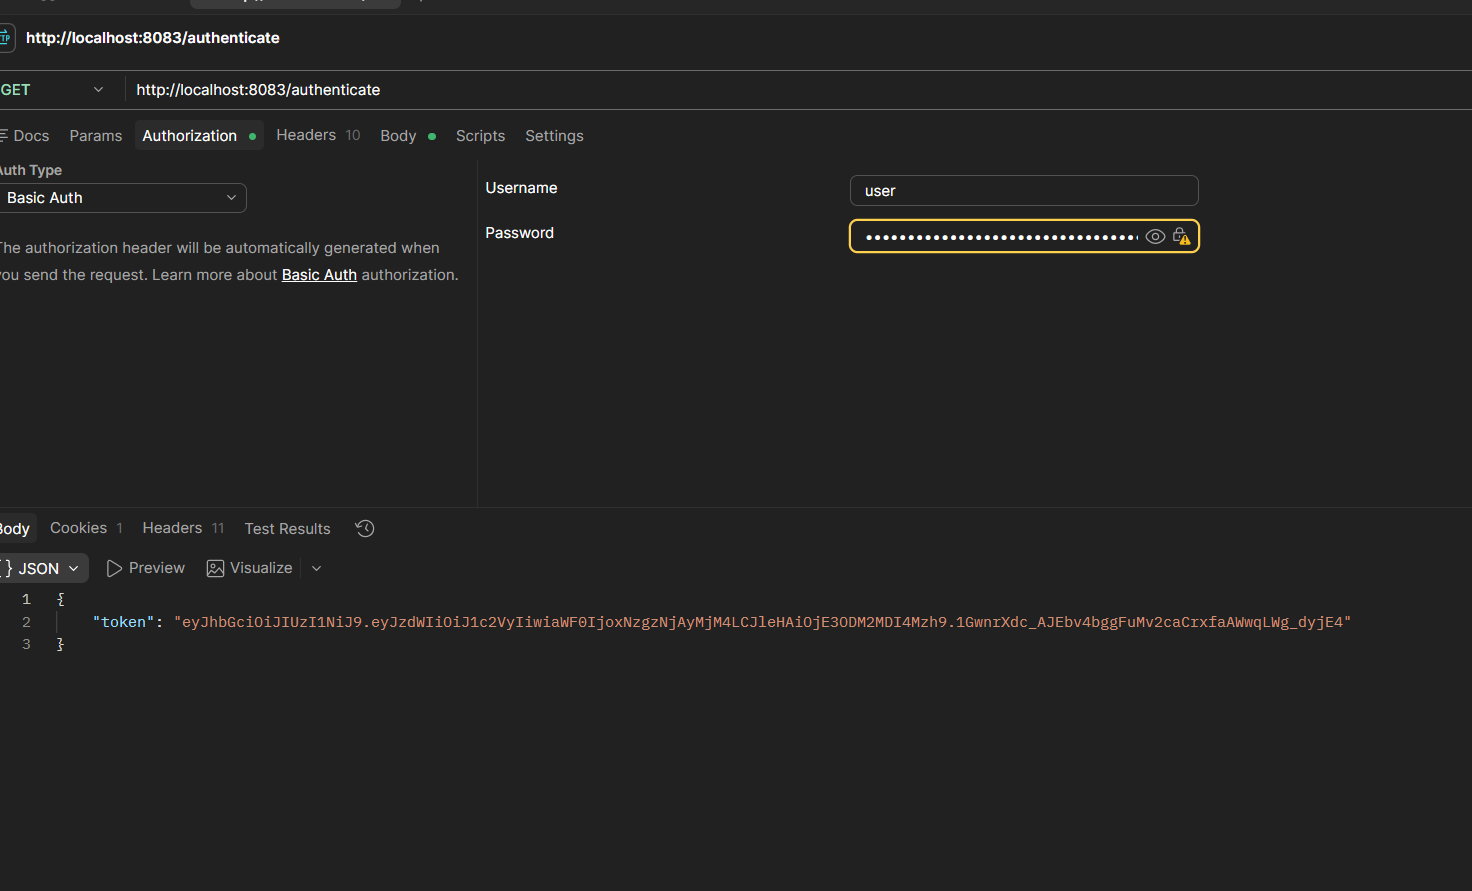 http://localhost:8083/authenticate
GET http://localhost:8083/authenticate
Docs Params Authorization Headers 10 Body Scripts Settings
Auth Type
Basic Auth
Username user
Password
The authorization header will be automatically generated when
you send the request. Learn more about Basic Auth authorization.
Body Cookies 1 Headers 11 Test Results
{} JSON Preview Visualize
1 {
2 "token": "eyJhbGciOiJIUzI1NiJ9.eyJzdWIiOiJ1c2VyIiwiaWF0IjoxNzgzNjAyMjM4LCJleHAiOjE3ODM2MDI4Mzh9.1GwnrXdc_AJEbv4bggFuMv2caCrxfaAWwqLWg_dyjE4"
3 }